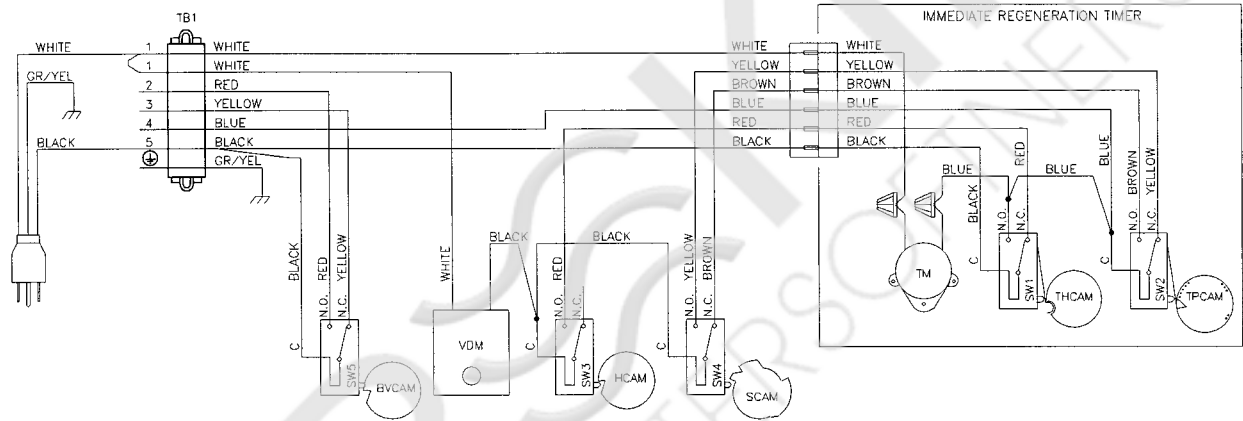 IMMEDIATE REGENERATION TIMER
TB1
WHITE 1 WHITE WHITE WHITE
1 WHITE YELLOW YELLOW
GR/YEL 2 RED BROWN BROWN
3 YELLOW BLUE BLUE
4 BLUE RED RED
BLACK 5 BLACK BLACK BLACK
GR/YEL
BLUE BLACK RED BLUE BLUE BROWN YELLOW
N.O. N.C. N.O. N.C.
TM C SW1 THCAM C SW2 TPCAM
BLACK RED YELLOW WHITE BLACK BLACK RED YELLOW BROWN
N.O. N.C. N.O. N.C. N.O. N.C.
C SW5 BVCAM VDM C SW3 HCAM C SW4 SCAM